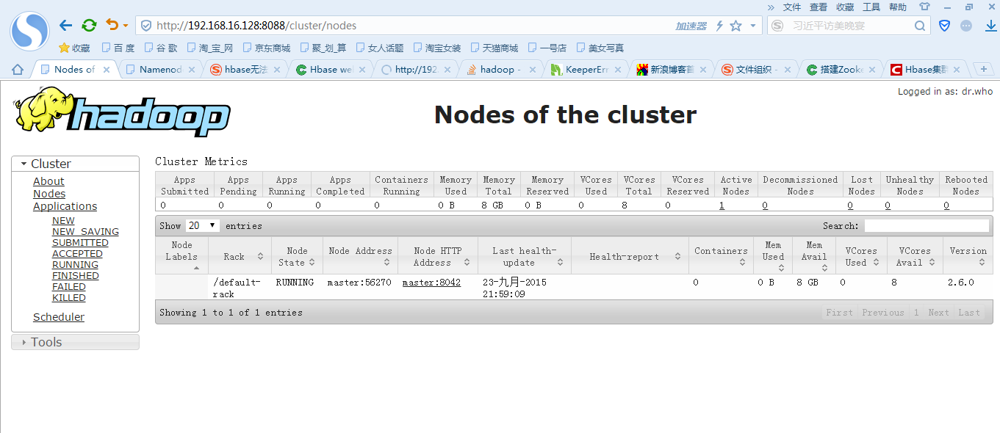 » 文件 查看 收藏 工具 帮助
http://192.168.16.128:8088/cluster/nodes 加速器 习近平访美晚宴
收藏 百 度 谷 歌 淘_宝_网 京东商城 聚_划_算 女人话题 淘宝女装 天猫商城 一号店 美女写真
Nodes of Namenod hbase无法 Hbase we http://192. hadoop - KeeperErr 新浪博客首 文件组织 - 搭建Zooke Hbase集群
Logged in as: dr.who
hadoop
Nodes of the cluster
Cluster
About
Nodes
Applications
NEW
NEW_SAVING
SUBMITTED
ACCEPTED
RUNNING
FINISHED
FAILED
KILLED
Scheduler
Tools
Cluster Metrics
Apps Submitted Apps Pending Apps Running Apps Completed Containers Running Memory Used Memory Total Memory Reserved VCores Used VCores Total VCores Reserved Active Nodes Decommissioned Nodes Lost Nodes Unhealthy Nodes Rebooted Nodes
0 0 0 0 0 0 B 8 GB 0 B 0 8 0 1 0 0 0 0
Show 20 entries Search:
Node Labels Rack Node State Node Address Node HTTP Address Last health-update Health-report Containers Mem Used Mem Avail VCores Used VCores Avail Version
/default-rack RUNNING master:56270 master:8042 23-九月-2015 21:59:09 0 0 B 8 GB 0 8 2.6.0
Showing 1 to 1 of 1 entries First Previous 1 Next Last